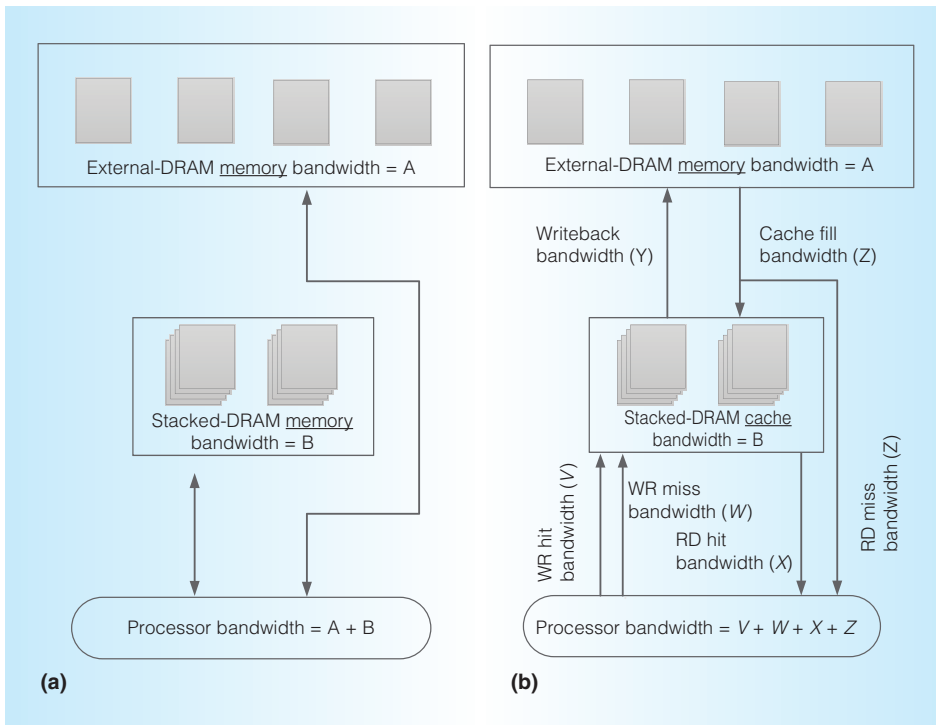 External-DRAM memory bandwidth = A
Stacked-DRAM memory
bandwidth = B
Processor bandwidth = A + B
(a)
External-DRAM memory bandwidth = A
Writeback
bandwidth (Y)
Cache fill
bandwidth (Z)
Stacked-DRAM cache
bandwidth = B
WR hit
bandwidth (V)
WR miss
bandwidth (W)
RD hit
bandwidth (X)
RD miss
bandwidth (Z)
Processor bandwidth = V + W + X + Z
(b)